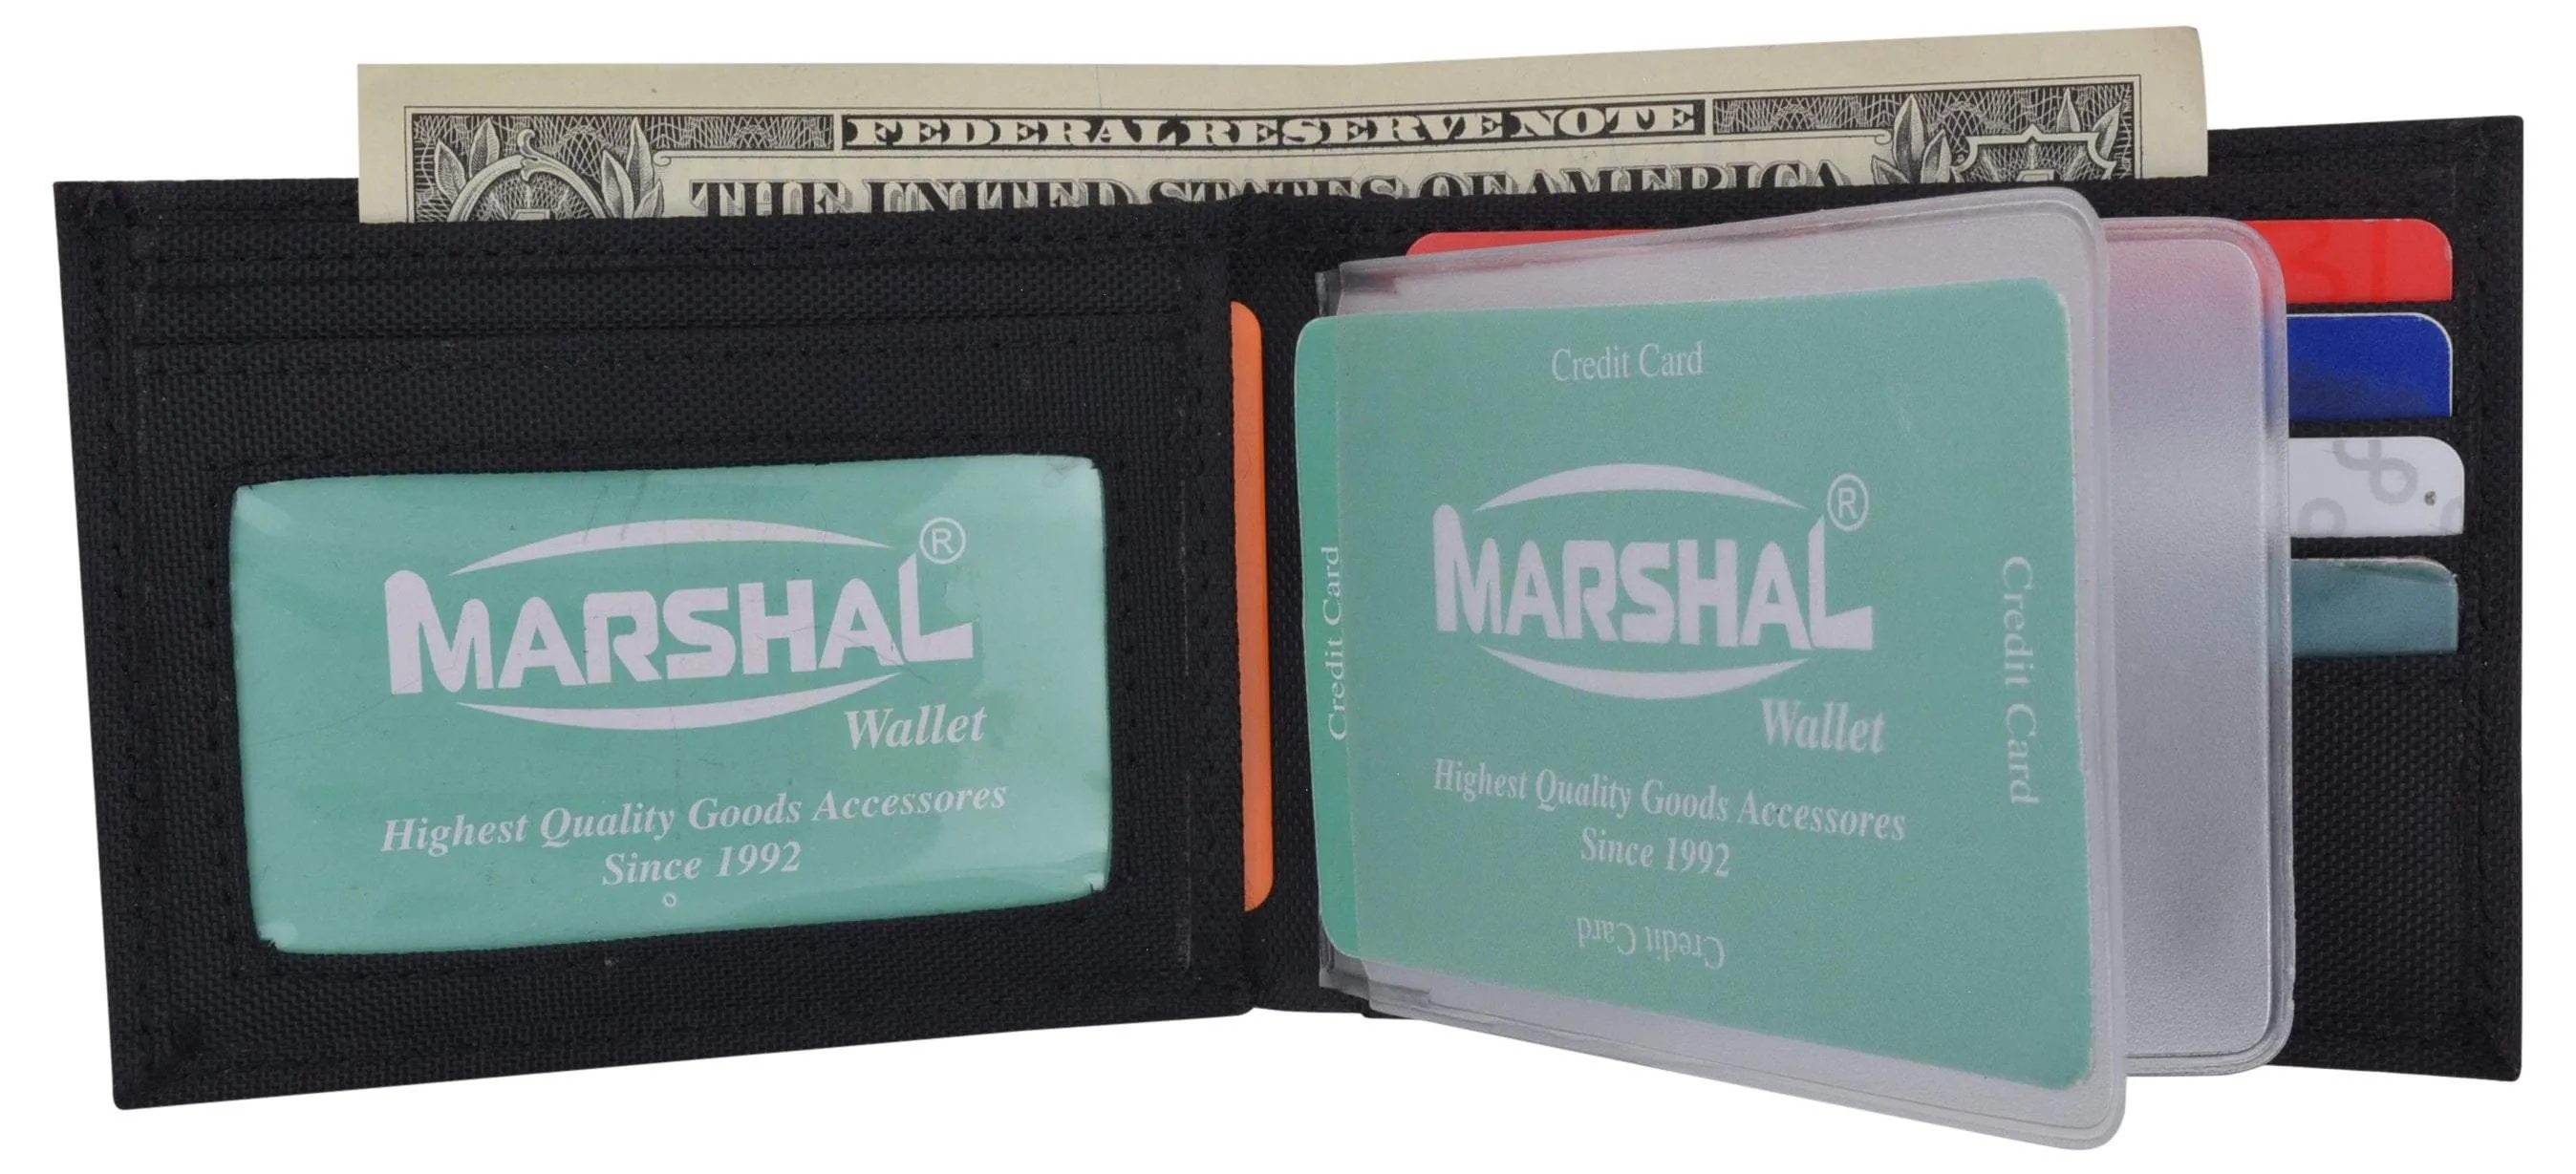 FEDERAL RESERVE NOTE
THE UNITED STATES OF AMERICA
MARSHAL®
Wallet
Highest Quality Goods Accessores
Since 1992
Credit Card
Credit Card
MARSHAL®
Wallet
Highest Quality Goods Accessores
Since 1992
Credit Card
Credit Card